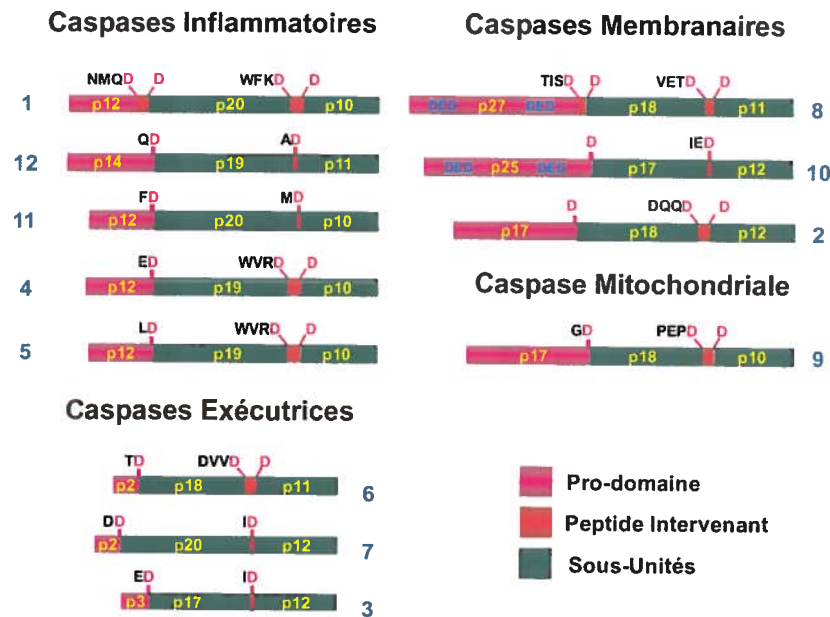 Caspases Inflammatoires
NMQD D WFKD D
1 p12 p20 p10
QD AD
12 p14 p19 p11
FD MD
11 p12 p20 p10
ED WVRD D
4 p12 p19 p10
LD WVRD D
5 p12 p19 p10
Caspases Exécutrices
TD DVVD D
p2 p18 p11 6
DD ID
p2 p20 p12 7
ED ID
p3 p17 p12 3
Caspases Membranaires
TISD D VETD D
DED p27 DED p18 p11 8
D IED
DED p25 DED p17 p12 10
D DQQD D
p17 p18 p12 2
Caspase Mitochondriale
GD PEPD D
p17 p18 p10 9
Pro-domaine
Peptide Intervenant
Sous-Unités